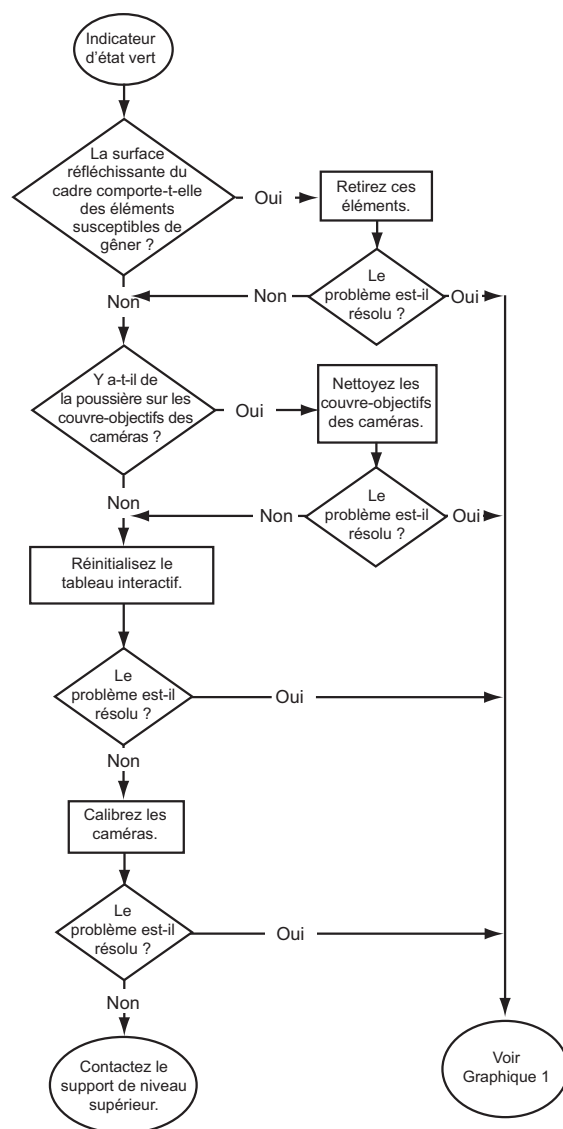 Indicateur
d'état vert
La surface
réfléchissante du
cadre comporte-t-elle
des éléments
susceptibles de
gêner ?
Oui
Retirez ces
éléments.
Le
problème est-il
résolu ?
Non
Oui
Non
Y a-t-il de
la poussière sur les
couvre-objectifs des
caméras ?
Oui
Nettoyez les
couvre-objectifs
des caméras.
Non
Le
problème est-il
résolu ?
Non
Oui
Réinitialisez le
tableau interactif.
Le
problème est-il
résolu ?
Oui
Non
Calibrez les
caméras.
Le
problème est-il
résolu ?
Oui
Non
Contactez le
support de niveau
supérieur.
Voir
Graphique 1